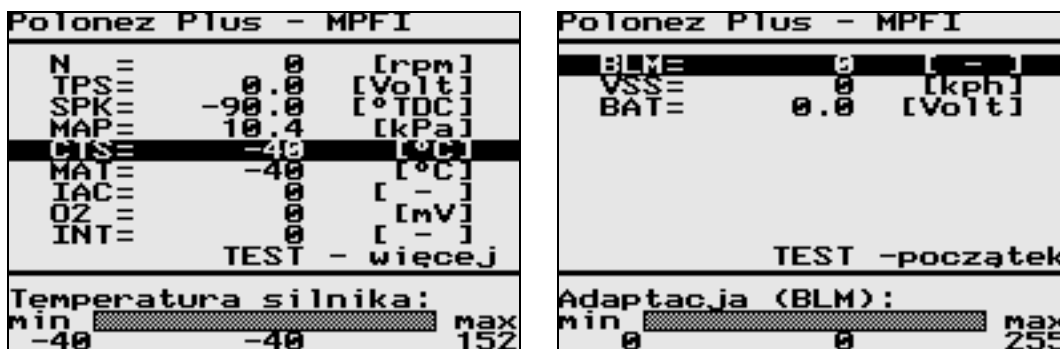 Polonez Plus - MPFI
N = 0 [rpm]
TPS= 0.0 [Volt]
SPK= -90.0 [°TDC]
MAP= 10.4 [kPa]
CTS= -40 [°C]
MAT= -40 [°C]
IAC= 0 [ - ]
O2 = 0 [mV]
INT= 0 [ - ]
TEST - więcej
Temperatura silnika:
min max
-40 -40 152
Polonez Plus - MPFI
BLM= 0 [ - ]
VSS= 0 [kph]
BAT= 0.0 [Volt]
TEST -początek
Adaptacja (BLM):
min max
0 0 255